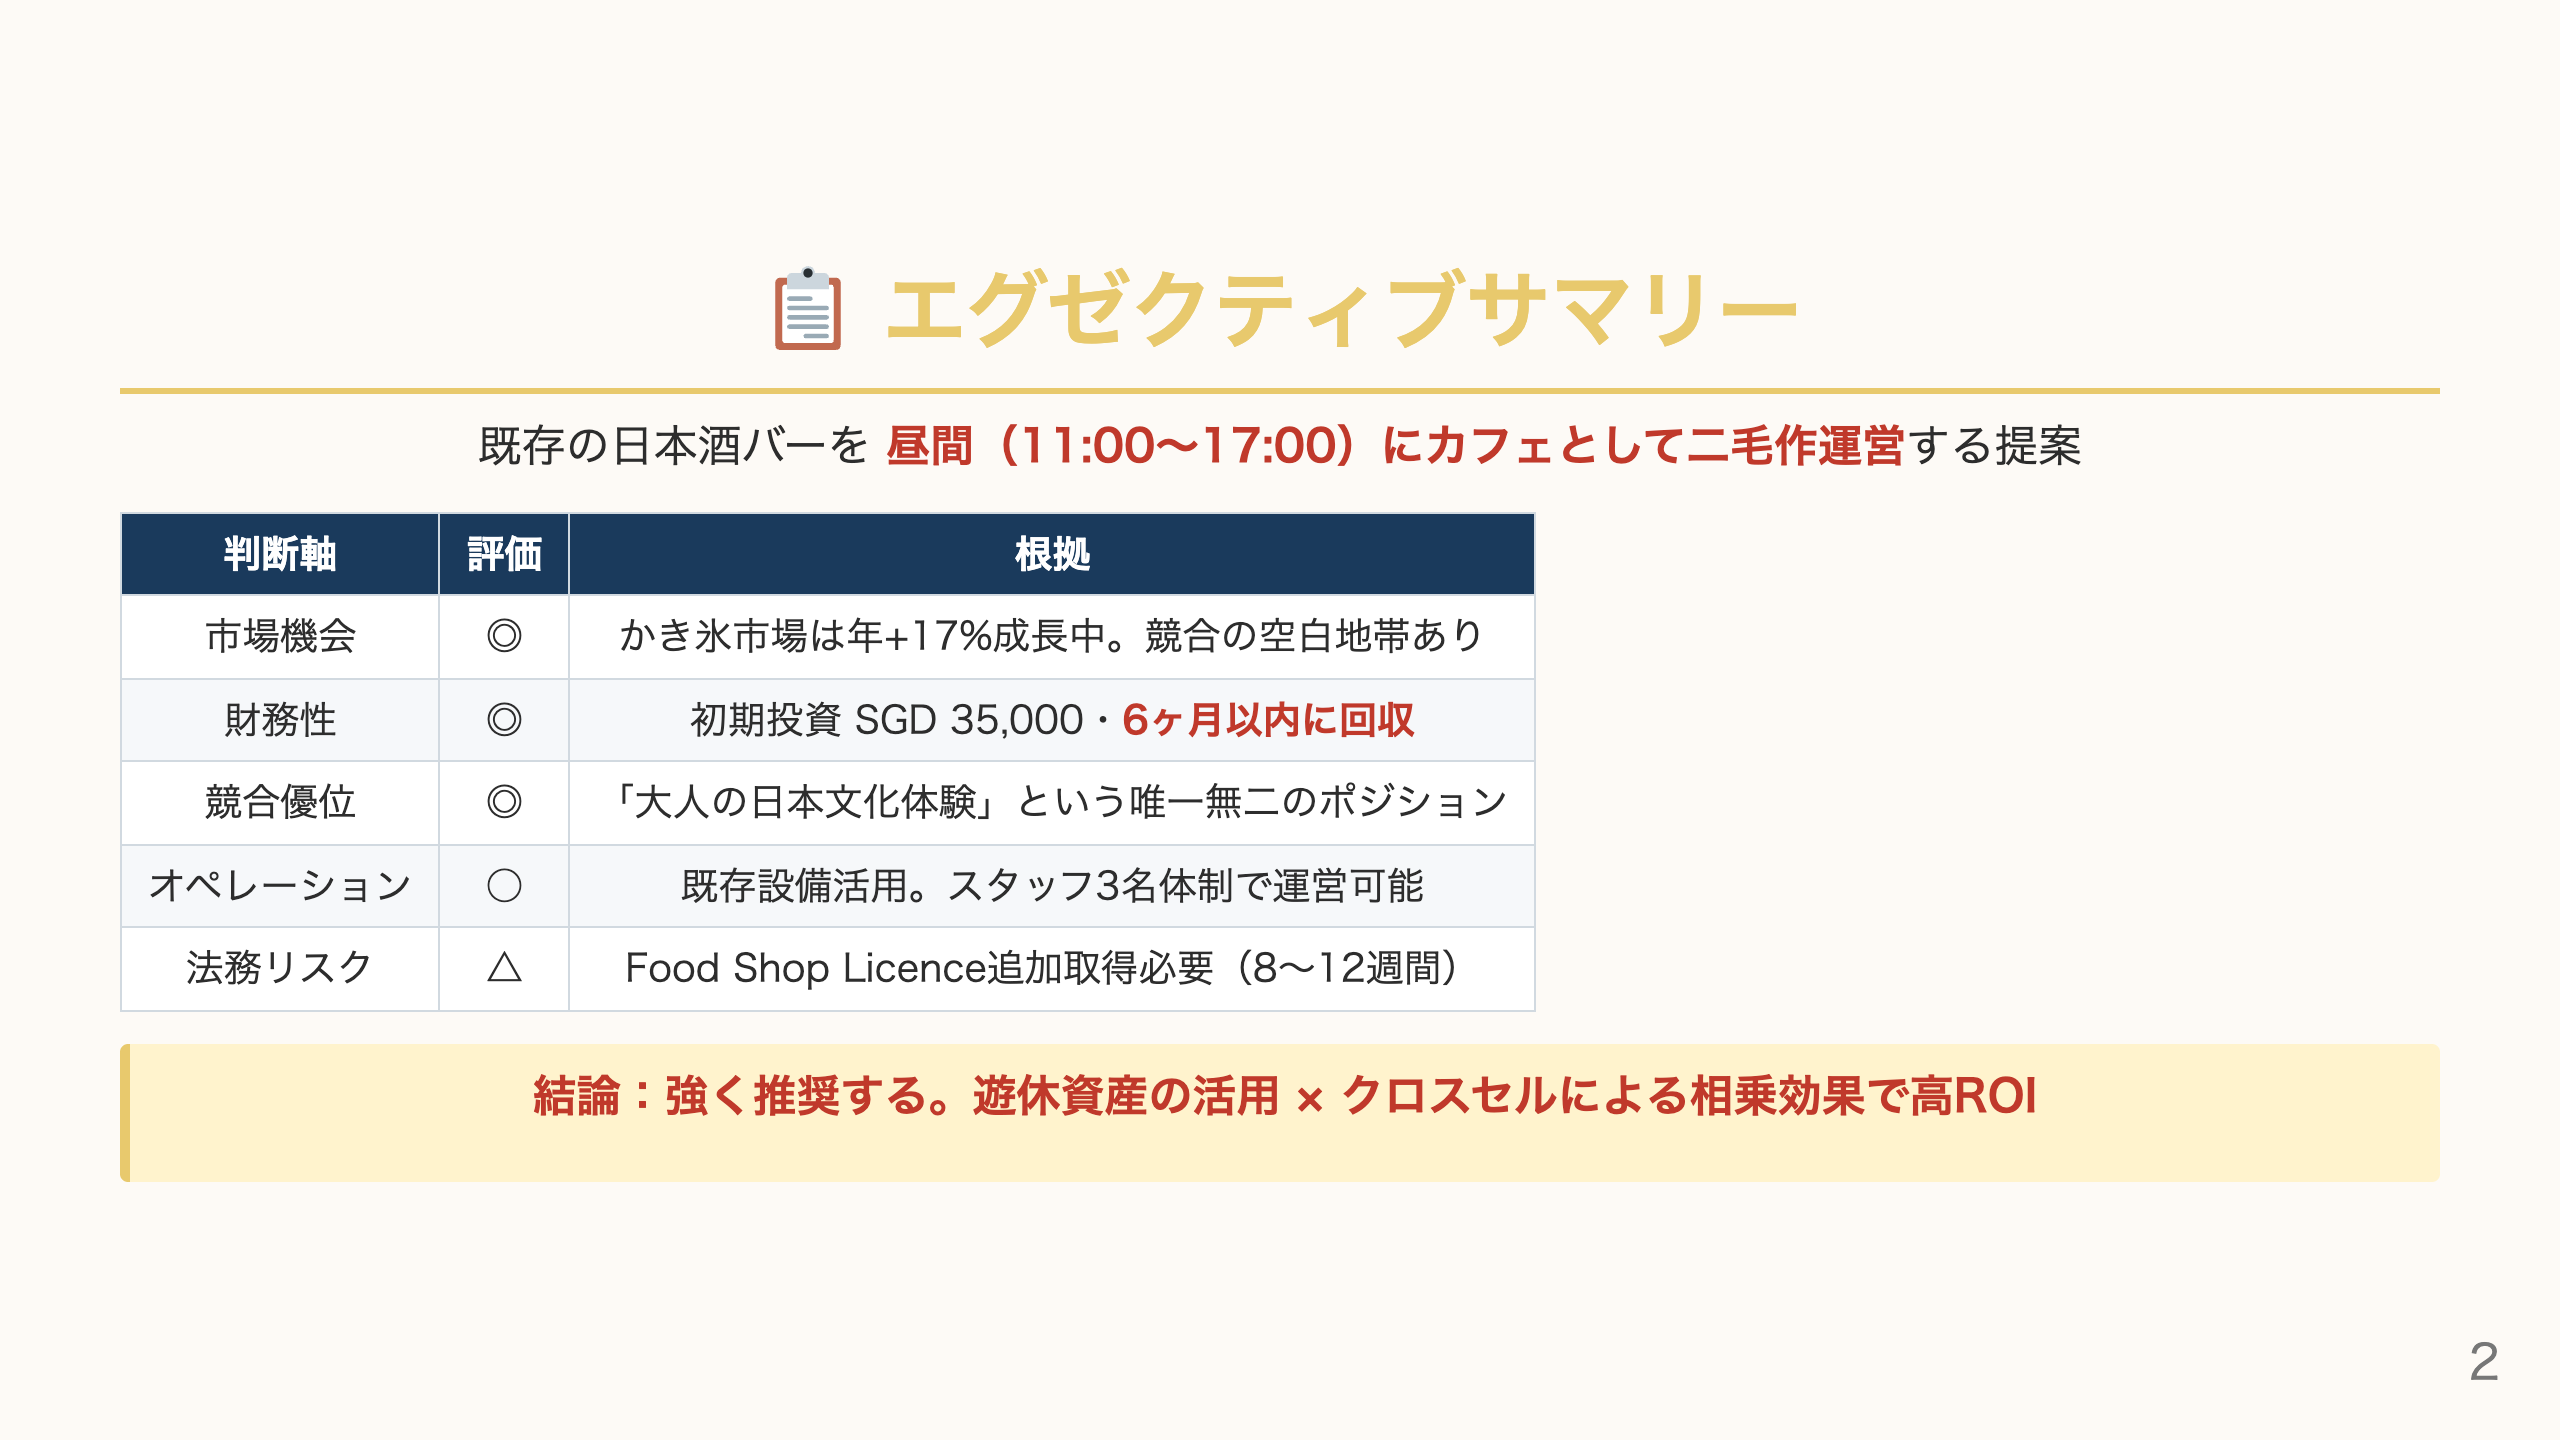 📋 エグゼクティブサマリー
既存の日本酒バーを 昼間（11:00〜17:00）にカフェとして二毛作運営する提案
判断軸 評価 根拠
市場機会 ◎ かき氷市場は年+17%成長中。競合の空白地帯あり
財務性 ◎ 初期投資 SGD 35,000・6ヶ月以内に回収
競合優位 ◎ 「大人の日本文化体験」という唯一無二のポジション
オペレーション ○ 既存設備活用。スタッフ3名体制で運営可能
法務リスク △ Food Shop Licence追加取得必要（8〜12週間）
結論：強く推奨する。遊休資産の活用 × クロスセルによる相乗効果で高ROI
2